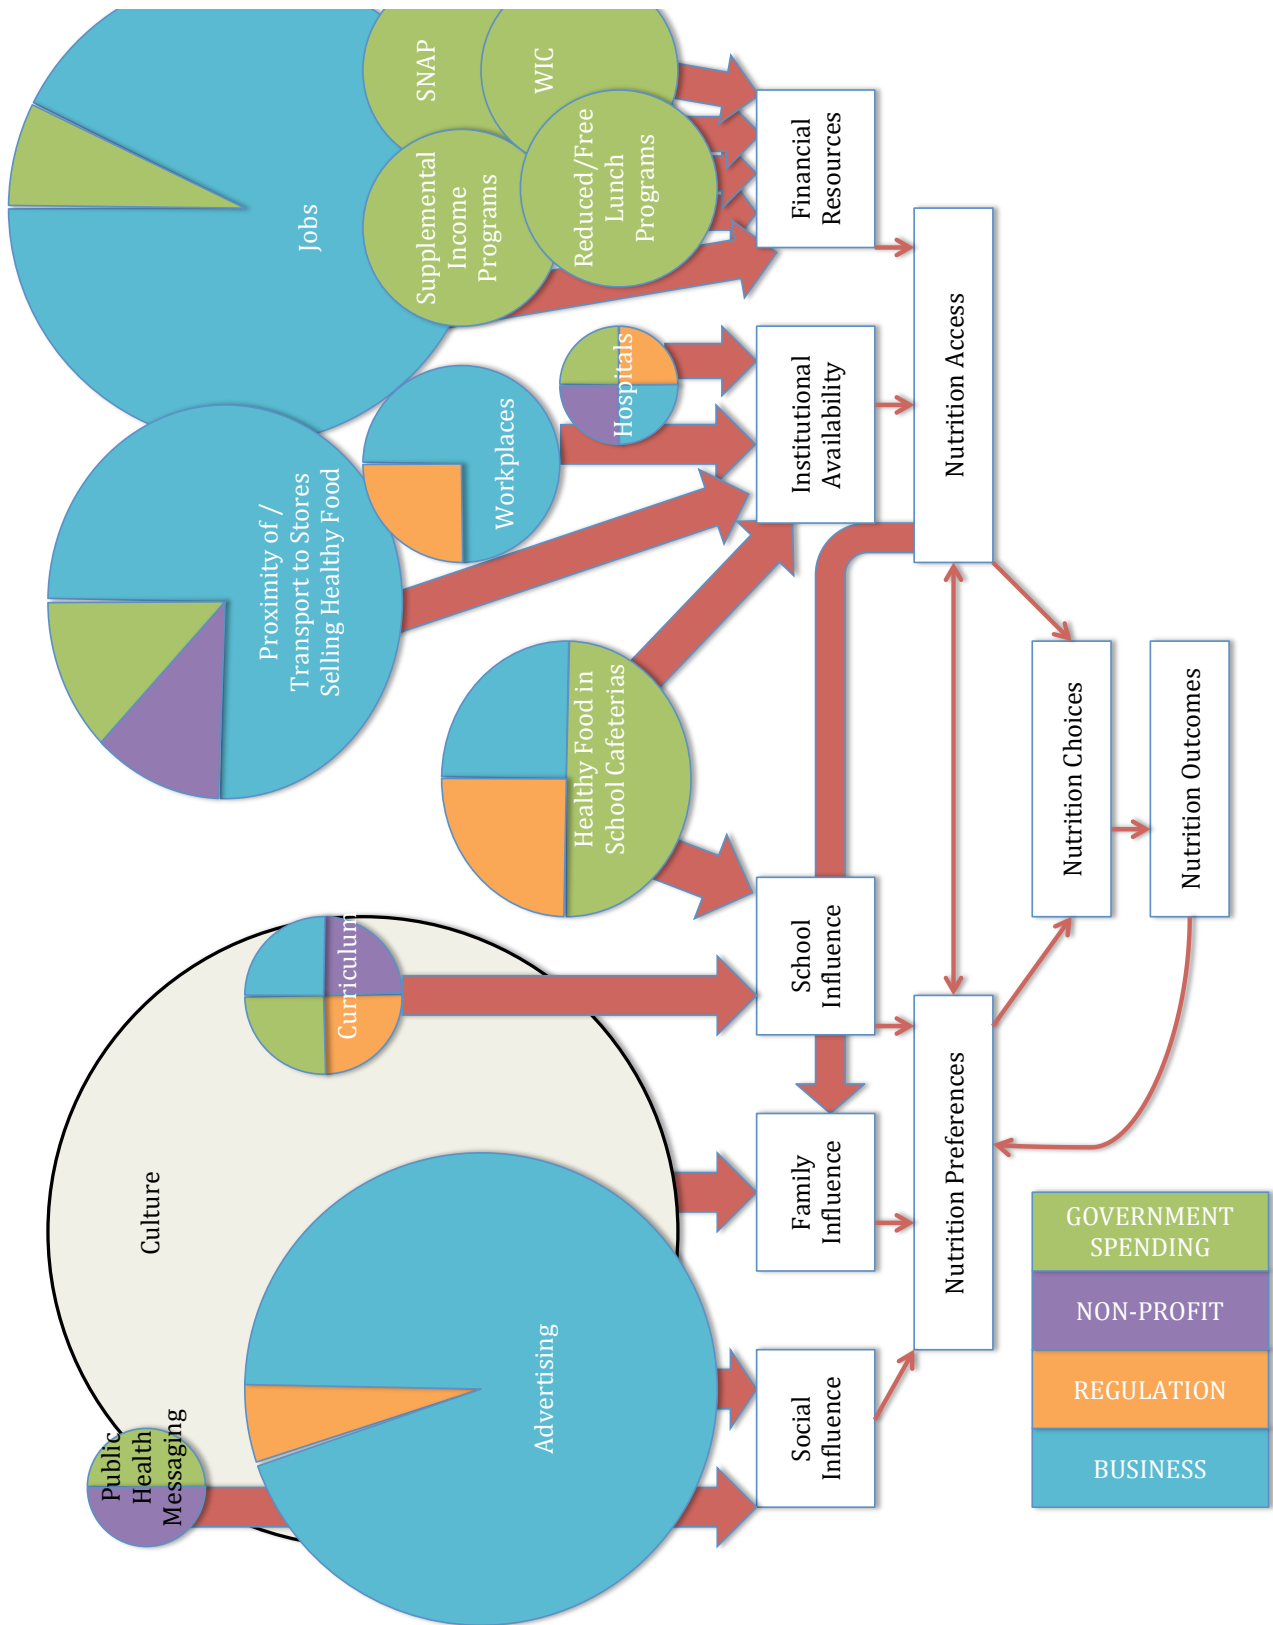 Public
Health
Messaging
Culture
Advertising
Curriculum
Proximity of /
Transport to Stores
Selling Healthy Food
Healthy Food in
School Cafeterias
Workplaces
Hospitals
Jobs
Supplemental
Income
Programs
SNAP
WIC
Reduced/Free
Lunch
Programs
Social
Influence
Family
Influence
School
Influence
Institutional
Availability
Financial
Resources
Nutrition Preferences
Nutrition Access
Nutrition Choices
Nutrition Outcomes
BUSINESS
REGULATION
NON-PROFIT
GOVERNMENT
SPENDING